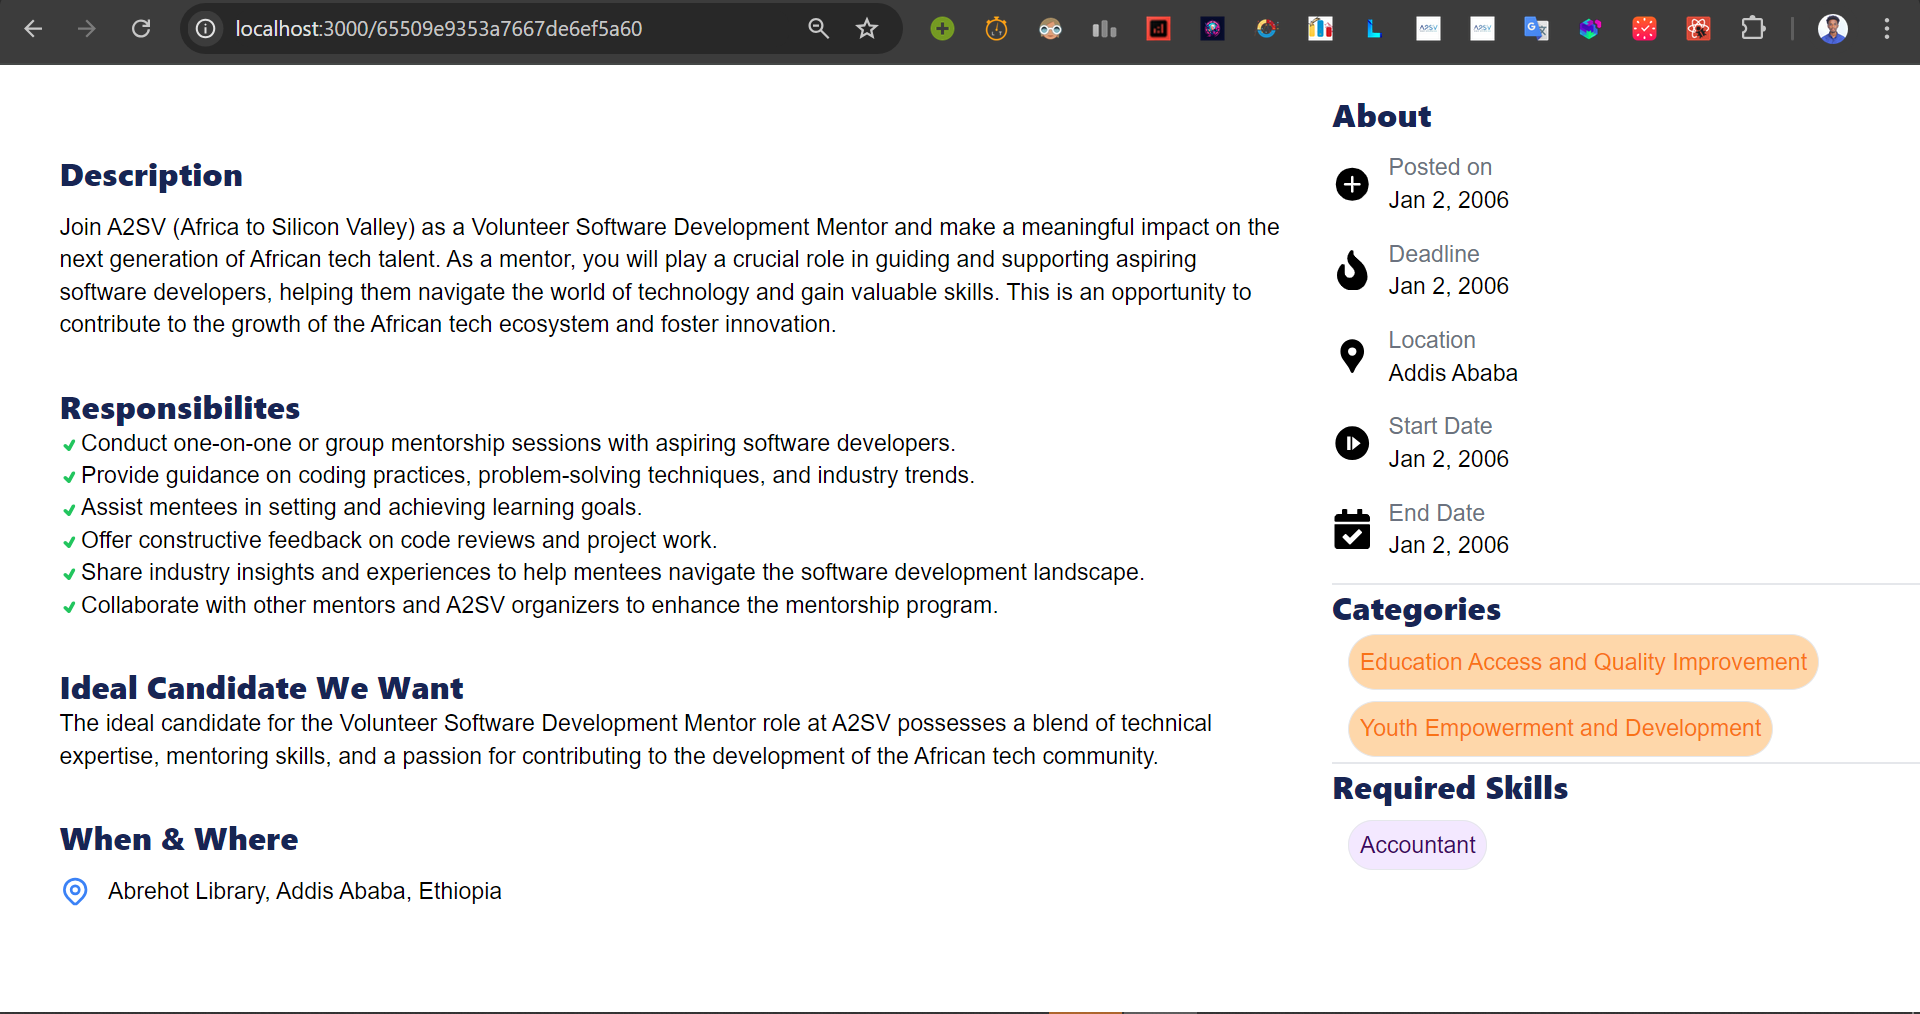 localhost:3000/65509e9353a7667de6ef5a60
Description
Join A2SV (Africa to Silicon Valley) as a Volunteer Software Development Mentor and make a meaningful impact on the
next generation of African tech talent. As a mentor, you will play a crucial role in guiding and supporting aspiring
software developers, helping them navigate the world of technology and gain valuable skills. This is an opportunity to
contribute to the growth of the African tech ecosystem and foster innovation.
Responsibilites
Conduct one-on-one or group mentorship sessions with aspiring software developers.
Provide guidance on coding practices, problem-solving techniques, and industry trends.
Assist mentees in setting and achieving learning goals.
Offer constructive feedback on code reviews and project work.
Share industry insights and experiences to help mentees navigate the software development landscape.
Collaborate with other mentors and A2SV organizers to enhance the mentorship program.
Ideal Candidate We Want
The ideal candidate for the Volunteer Software Development Mentor role at A2SV possesses a blend of technical
expertise, mentoring skills, and a passion for contributing to the development of the African tech community.
When & Where
Abrehot Library, Addis Ababa, Ethiopia
About
Posted on
Jan 2, 2006
Deadline
Jan 2, 2006
Location
Addis Ababa
Start Date
Jan 2, 2006
End Date
Jan 2, 2006
Categories
Education Access and Quality Improvement
Youth Empowerment and Development
Required Skills
Accountant